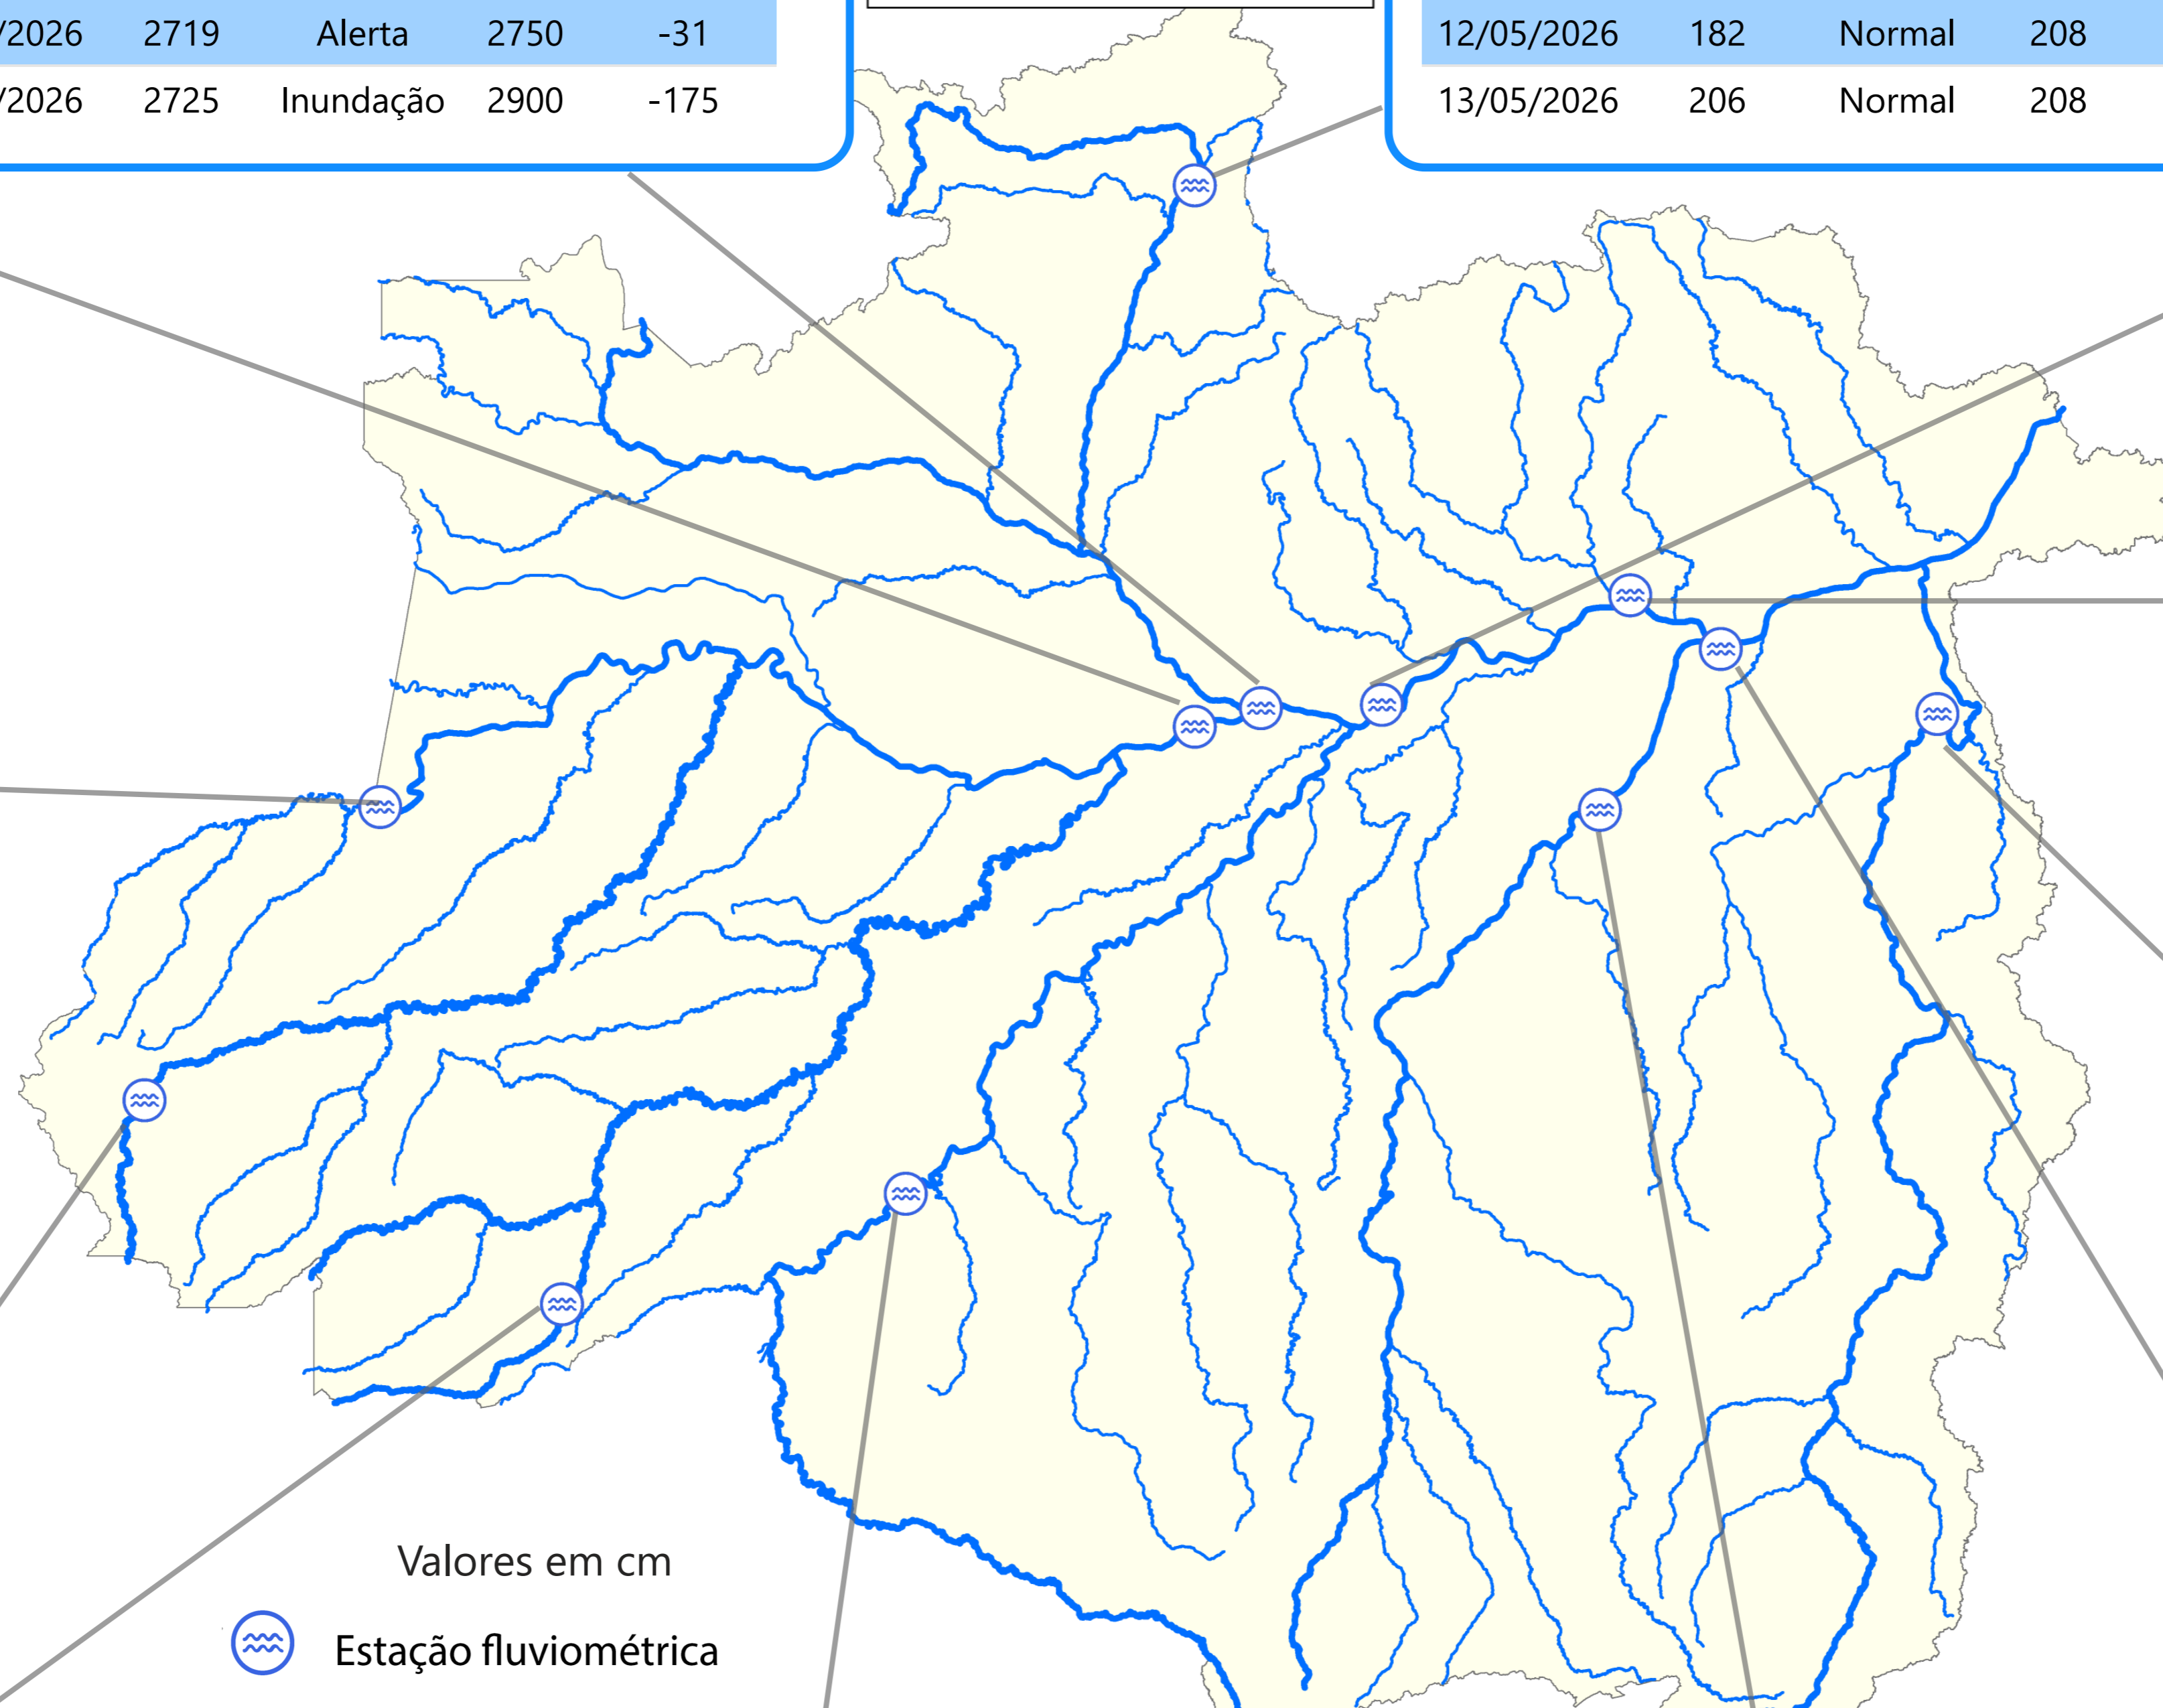 /2026 2719 Alerta 2750 -31
/2026 2725 Inundação 2900 -175
12/05/2026 182 Normal 208
13/05/2026 206 Normal 208
Valores em cm
Estação fluviométrica